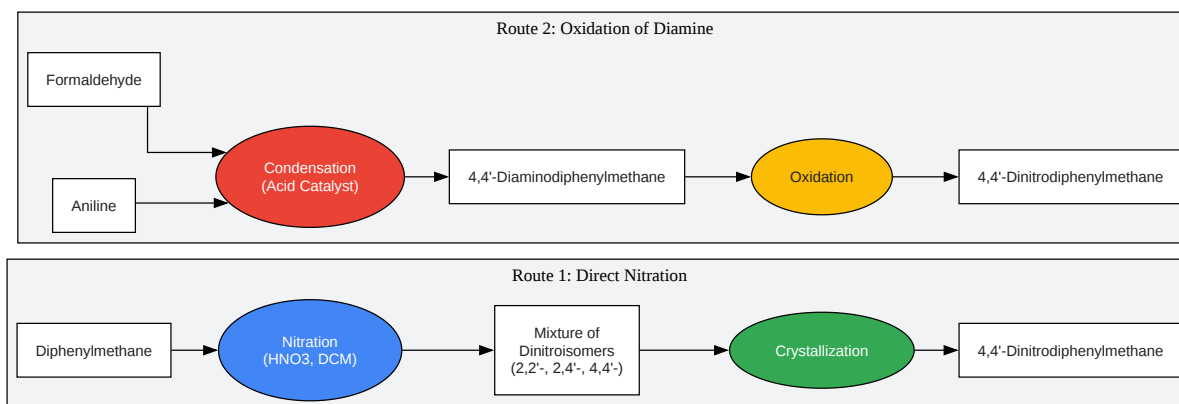 Route 2: Oxidation of Diamine
Formaldehyde
Aniline
Condensation
(Acid Catalyst)
4,4'-Diaminodiphenylmethane
Oxidation
4,4'-Dinitrodiphenylmethane
Route 1: Direct Nitration
Diphenylmethane
Nitration
(HNO3, DCM)
Mixture of
Dinitroisomers
(2,2'-, 2,4'-, 4,4'-)
Crystallization
4,4'-Dinitrodiphenylmethane